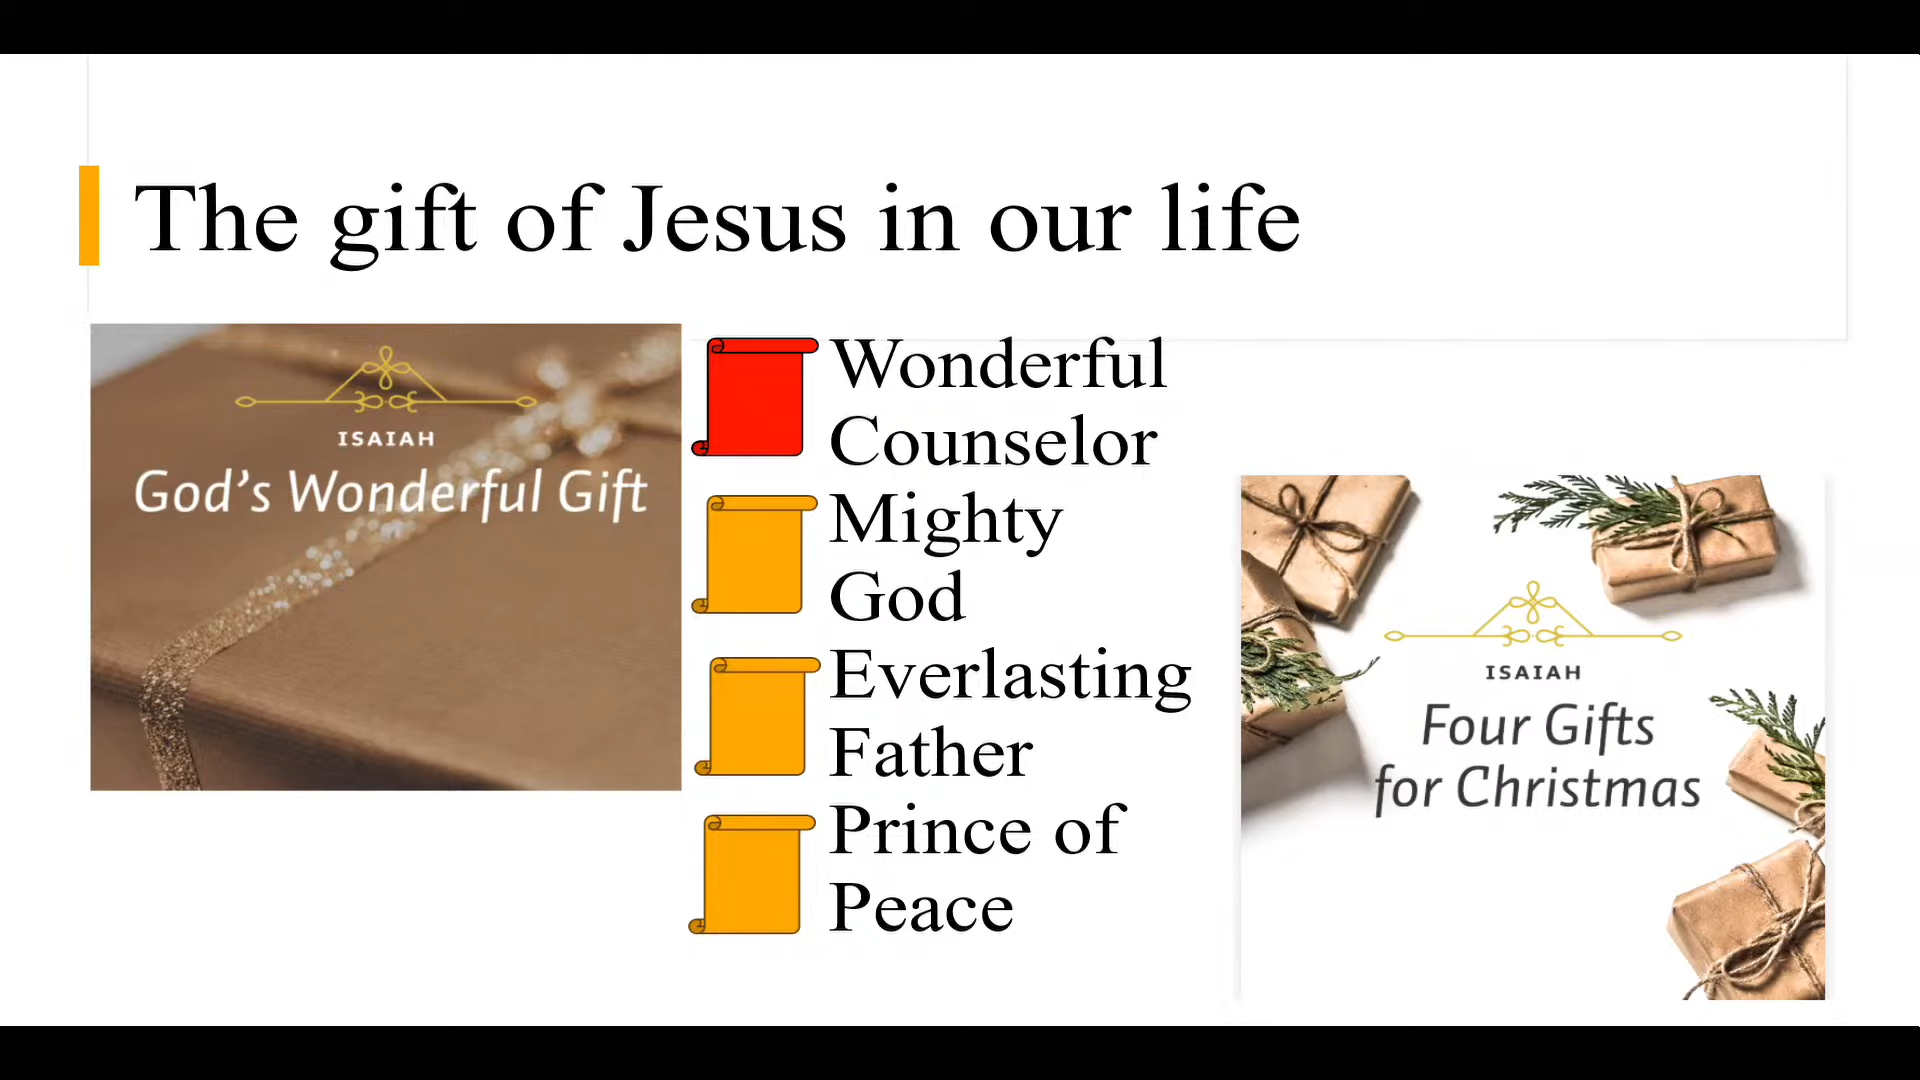 The gift of Jesus in our life
ISAIAH
God's Wonderful Gift
Wonderful
Counselor
Mighty
God
Everlasting
Father
Prince of
Peace
ISAIAH
Four Gifts
for Christmas